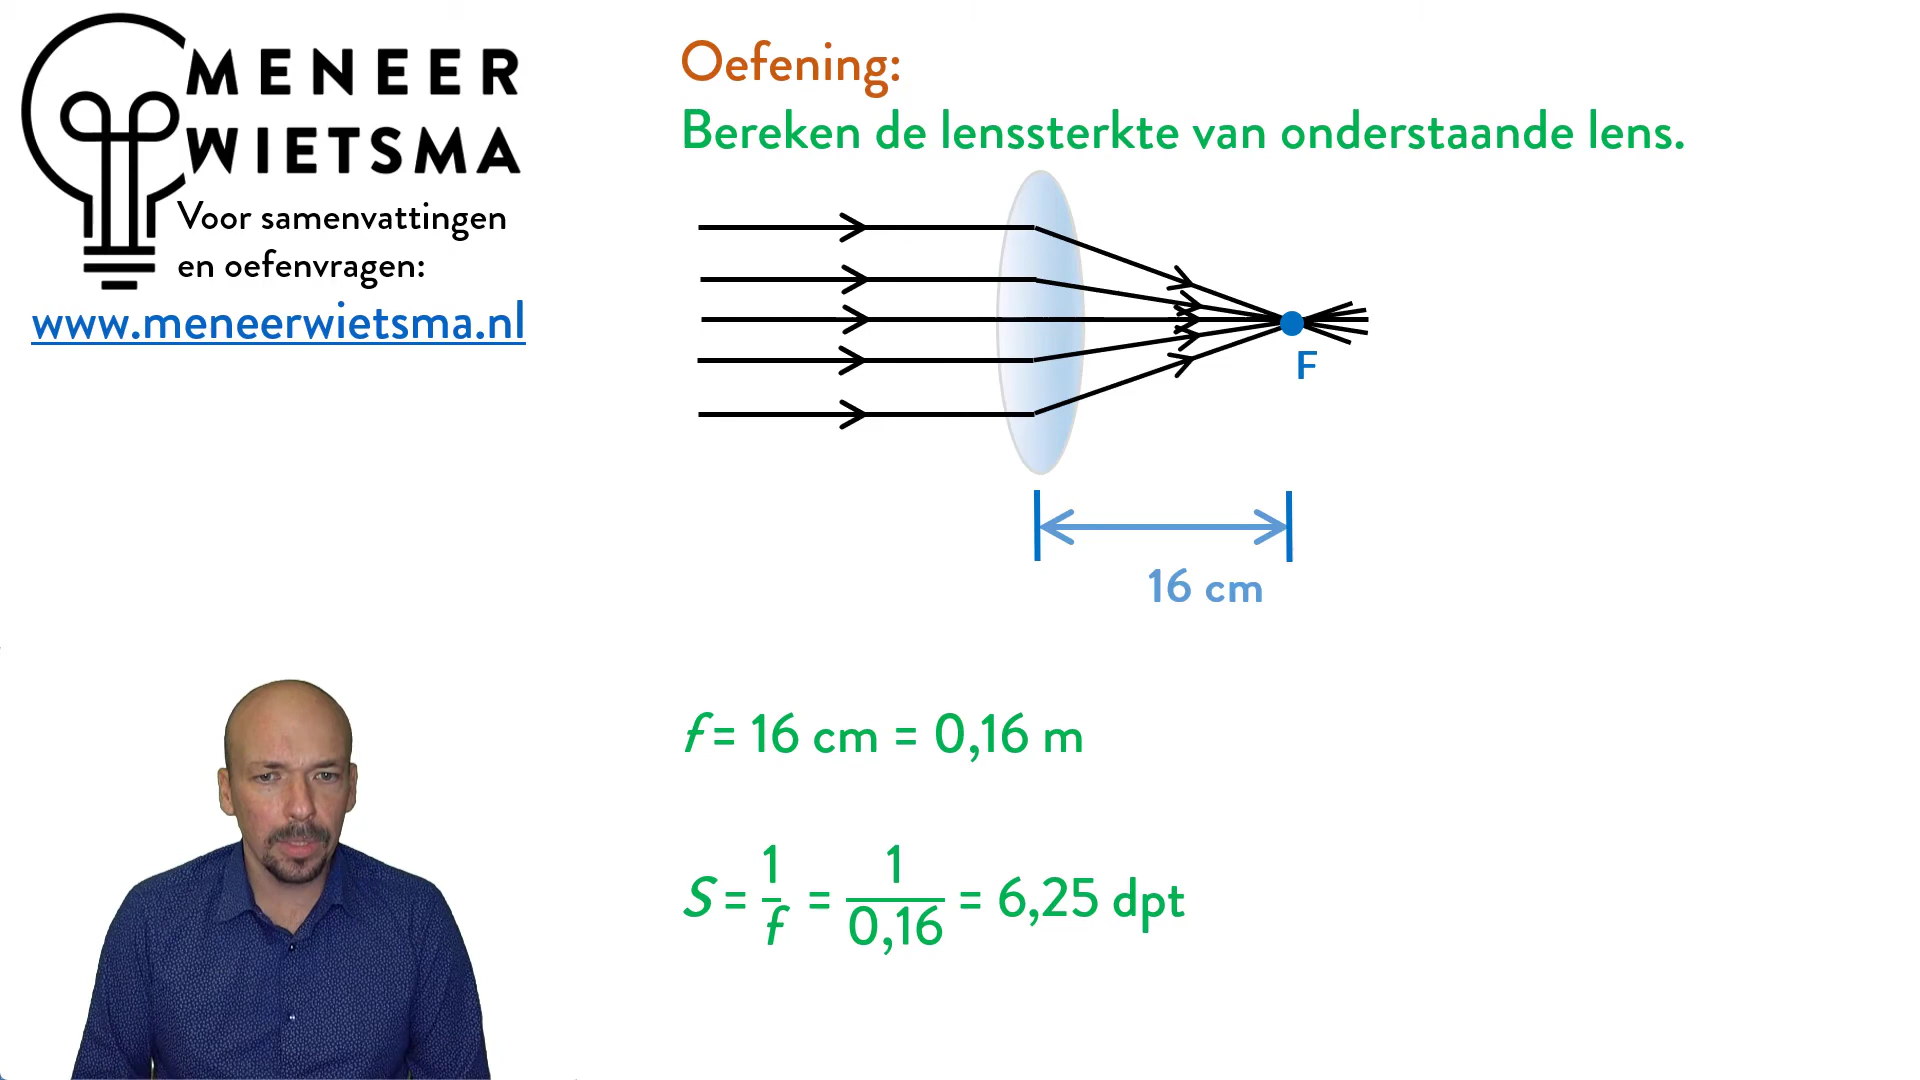 MENEER
WIETSMA
Voor samenvattingen
en oefenvragen:
www.meneerwietsma.nl
Oefening:
Bereken de lenssterkte van onderstaande lens.
F
16 cm
f = 16 cm = 0,16 m
S = 1/f = 1/0,16 = 6,25 dpt